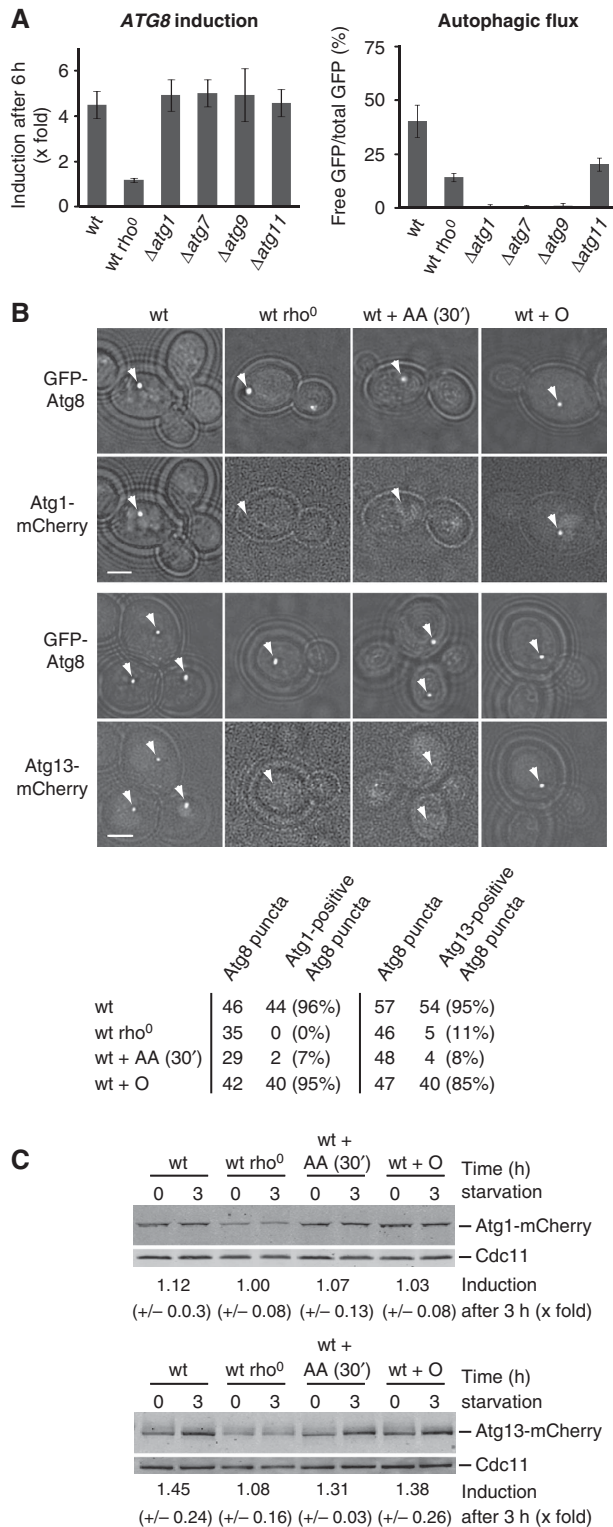 A
ATG8 induction
Autophagic flux
Induction after 6 h
(x fold)
6
4
2
0
wt
wt rho⁰
Δatg1
Δatg7
Δatg9
Δatg11
Free GFP/total GFP (%)
75
50
25
0
wt
wt rho⁰
Δatg1
Δatg7
Δatg9
Δatg11
B
wt wt rho⁰ wt + AA (30′) wt + O
GFP-
Atg8
Atg1-
mCherry
GFP-
Atg8
Atg13-
mCherry
Atg8 puncta
Atg1-positive
Atg8 puncta
Atg8 puncta
Atg13-positive
Atg8 puncta
wt 46 44 (96%) 57 54 (95%)
wt rho⁰ 35 0 (0%) 46 5 (11%)
wt + AA (30′) 29 2 (7%) 48 4 (8%)
wt + O 42 40 (95%) 47 40 (85%)
C
wt wt rho⁰ wt + AA (30′) wt + O Time (h)
0 3 0 3 0 3 0 3 starvation
Atg1-mCherry
Cdc11
1.12 1.00 1.07 1.03 Induction
(+/– 0.0.3) (+/– 0.08) (+/– 0.13) (+/– 0.08) after 3 h (x fold)
wt wt rho⁰ wt + AA (30′) wt + O Time (h)
0 3 0 3 0 3 0 3 starvation
Atg13-mCherry
Cdc11
1.45 1.08 1.31 1.38 Induction
(+/– 0.24) (+/– 0.16) (+/– 0.03) (+/– 0.26) after 3 h (x fold)